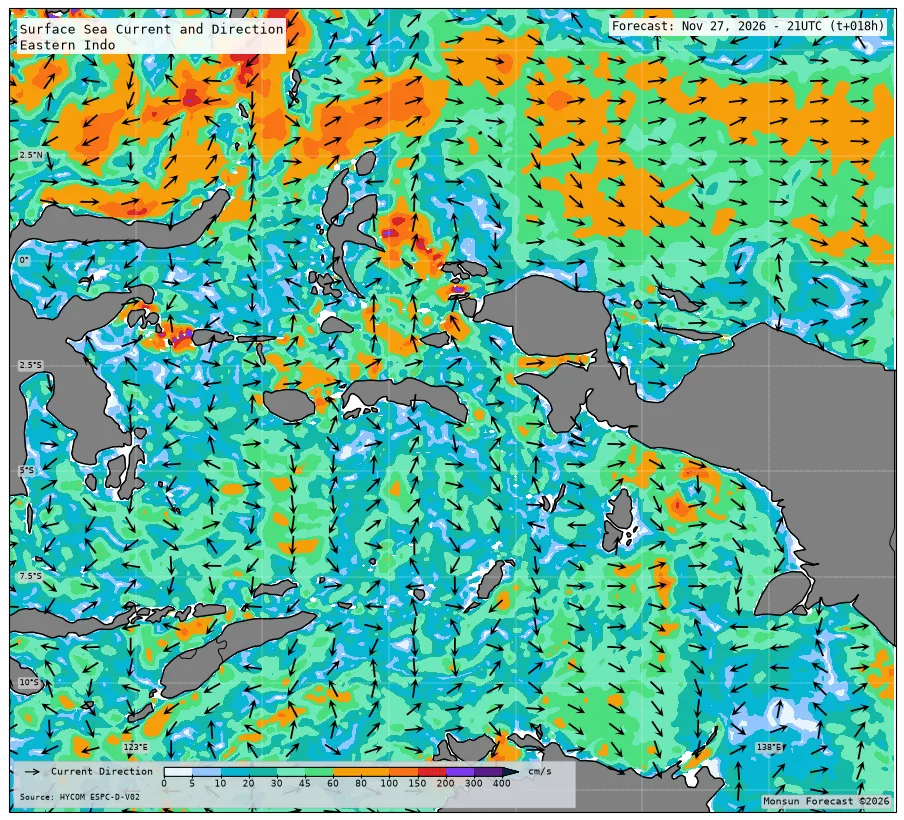 Surface Sea Current and Direction
Eastern Indo
Forecast: Nov 27, 2026 - 21UTC (t+018h)
2.5°N
0°
2.5°S
5°S
7.5°S
10°S
123°E
138°E
Current Direction
0 5 10 20 30 45 60 80 100 150 200 300 400 cm/s
Source: HYCOM ESPC-D-V02
Monsun Forecast ©2026